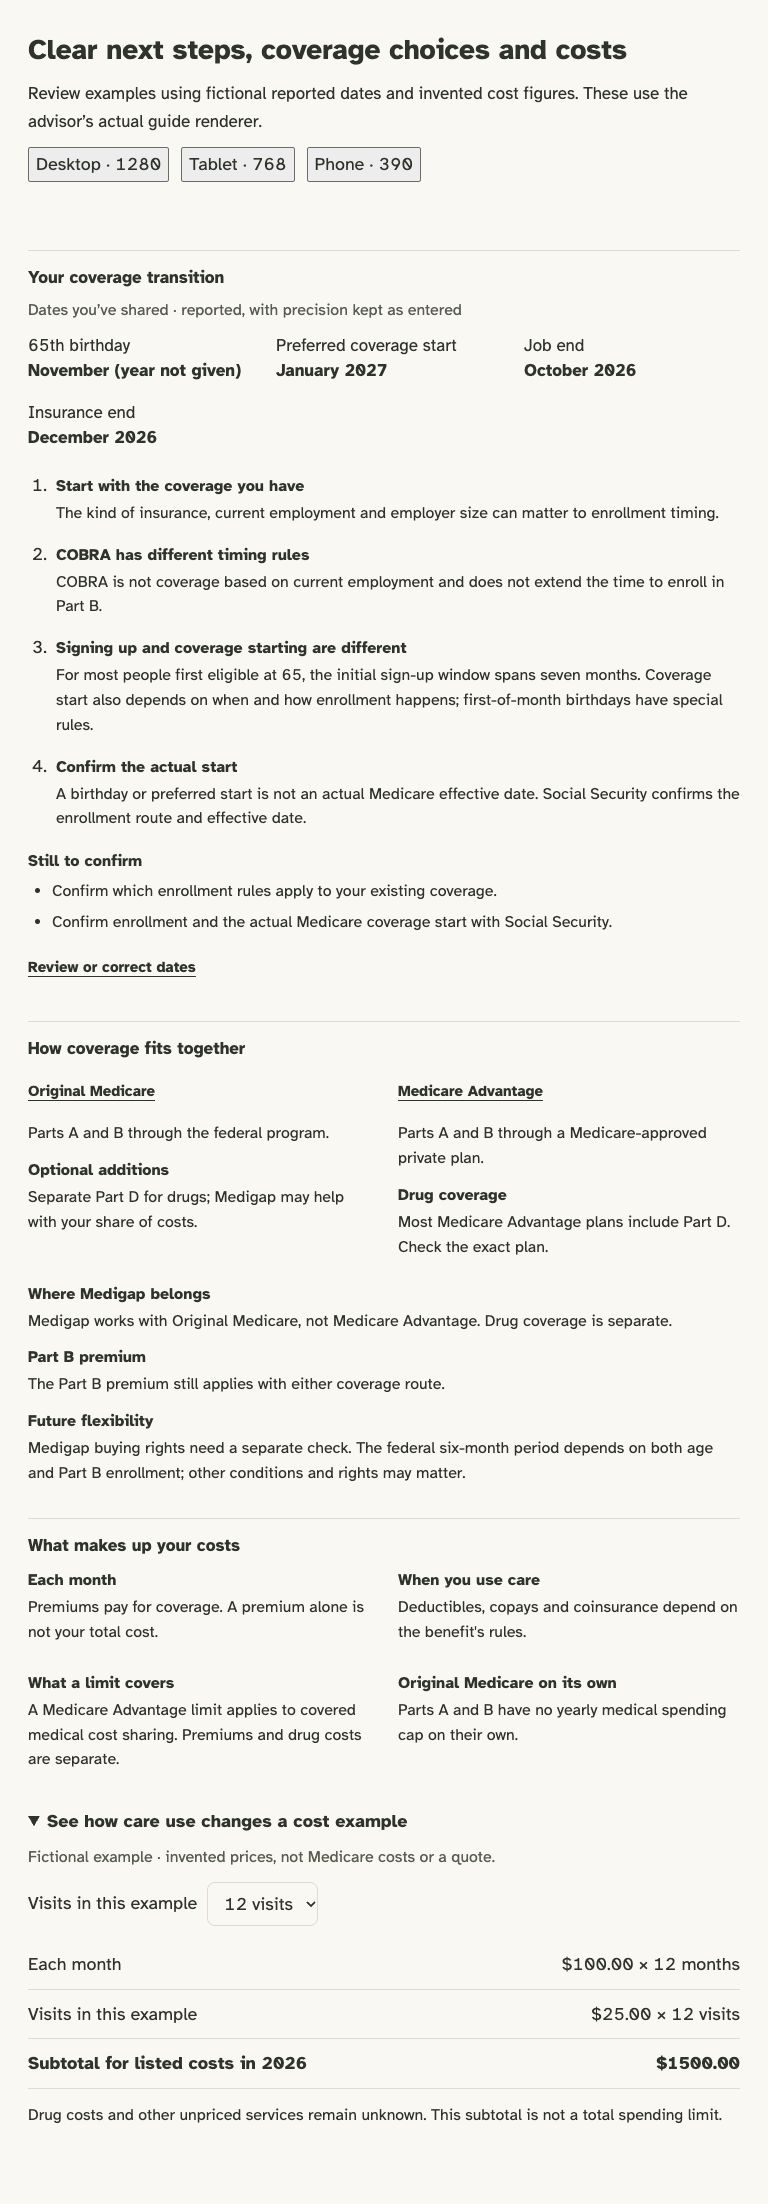 Clear next steps, coverage choices and costs
Review examples using fictional reported dates and invented cost figures. These use the
advisor's actual guide renderer.
Desktop · 1280 Tablet · 768 Phone · 390
Your coverage transition
Dates you've shared · reported, with precision kept as entered
65th birthday Preferred coverage start Job end
November (year not given) January 2027 October 2026
Insurance end
December 2026
1. Start with the coverage you have
The kind of insurance, current employment and employer size can matter to enrollment timing.
2. COBRA has different timing rules
COBRA is not coverage based on current employment and does not extend the time to enroll in
Part B.
3. Signing up and coverage starting are different
For most people first eligible at 65, the initial sign-up window spans seven months. Coverage
start also depends on when and how enrollment happens; first-of-month birthdays have special
rules.
4. Confirm the actual start
A birthday or preferred start is not an actual Medicare effective date. Social Security confirms the
enrollment route and effective date.
Still to confirm
• Confirm which enrollment rules apply to your existing coverage.
• Confirm enrollment and the actual Medicare coverage start with Social Security.
Review or correct dates
How coverage fits together
Original Medicare
Parts A and B through the federal program.
Optional additions
Separate Part D for drugs; Medigap may help
with your share of costs.
Medicare Advantage
Parts A and B through a Medicare-approved
private plan.
Drug coverage
Most Medicare Advantage plans include Part D.
Check the exact plan.
Where Medigap belongs
Medigap works with Original Medicare, not Medicare Advantage. Drug coverage is separate.
Part B premium
The Part B premium still applies with either coverage route.
Future flexibility
Medigap buying rights need a separate check. The federal six-month period depends on both age
and Part B enrollment; other conditions and rights may matter.
What makes up your costs
Each month
Premiums pay for coverage. A premium alone is
not your total cost.
When you use care
Deductibles, copays and coinsurance depend on
the benefit's rules.
What a limit covers
A Medicare Advantage limit applies to covered
medical cost sharing. Premiums and drug costs
are separate.
Original Medicare on its own
Parts A and B have no yearly medical spending
cap on their own.
▼ See how care use changes a cost example
Fictional example · invented prices, not Medicare costs or a quote.
Visits in this example 12 visits
Each month $100.00 × 12 months
Visits in this example $25.00 × 12 visits
Subtotal for listed costs in 2026 $1500.00
Drug costs and other unpriced services remain unknown. This subtotal is not a total spending limit.